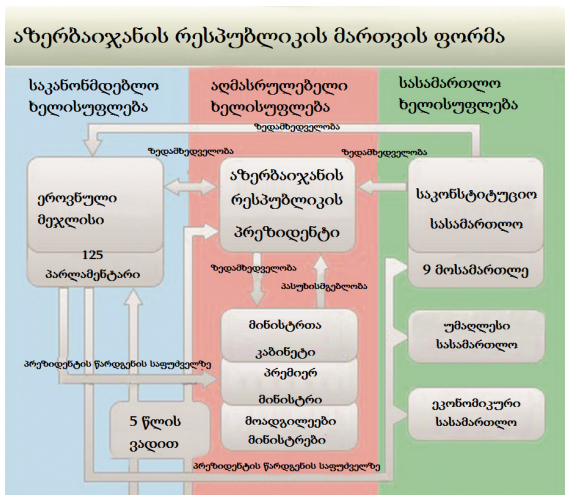 აზერბაიჯანის რესპუბლიკის მართვის ფორმა
საკანონმდებლო
ხელისუფლება
აღმასრულებელი
ხელისუფლება
სასამართლო
ხელისუფლება
ზედამხედველობა
ზედამხედველობა
ზედამხედველობა
ეროვნული
მეჯლისი
125
პარლამენტარი
აზერბაიჯანის
რესპუბლიკის
პრეზიდენტი
საკონსტიტუციო
სასამართლო
9 მოსამართლე
ზედამხედველობა
პასუხისმგებლობა
მინისტრთა
კაბინეტი
პრემიერ
მინისტრი
მოადგილეები
მინისტრები
უმაღლესი
სასამართლო
პრეზიდენტის წარდგენის საფუძველზე
ეკონომიკური
სასამართლო
5 წლის
ვადით
პრეზიდენტის წარდგენის საფუძველზე